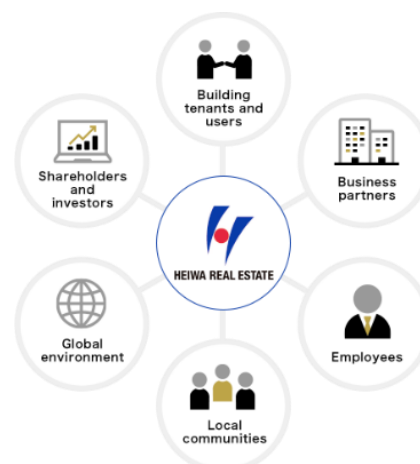 Building
tenants and
users
Shareholders
and
investors
Business
partners
HEIWA REAL ESTATE
Global
environment
Employees
Local
communities